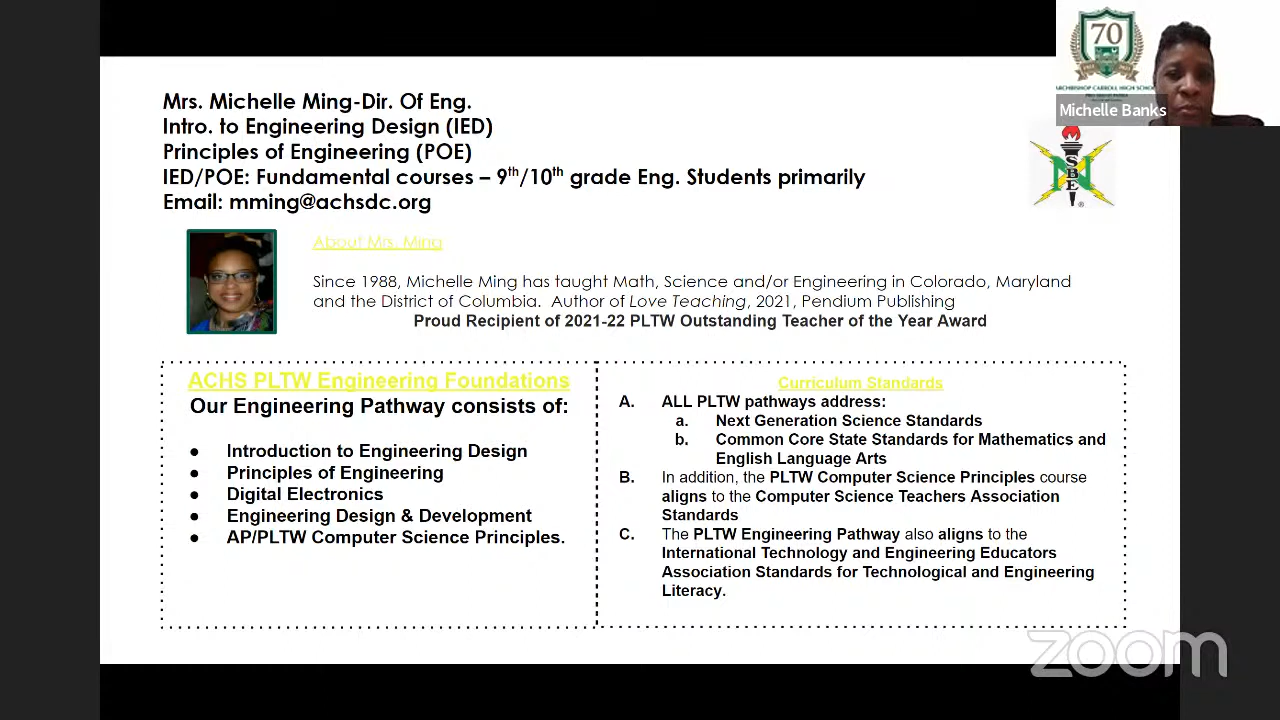 Mrs. Michelle Ming-Dir. Of Eng.
Intro. to Engineering Design (IED)
Principles of Engineering (POE)
IED/POE: Fundamental courses – 9th/10th grade Eng. Students primarily
Email: mming@achsdc.org
70
ARCHBISHOP CARROLL HIGH SCHOOL
Michelle Banks
N
SBE
About Mrs. Ming
Since 1988, Michelle Ming has taught Math, Science and/or Engineering in Colorado, Maryland
and the District of Columbia. Author of Love Teaching, 2021, Pendium Publishing
Proud Recipient of 2021-22 PLTW Outstanding Teacher of the Year Award
ACHS PLTW Engineering Foundations
Our Engineering Pathway consists of:
● Introduction to Engineering Design
● Principles of Engineering
● Digital Electronics
● Engineering Design & Development
● AP/PLTW Computer Science Principles.
Curriculum Standards
A. ALL PLTW pathways address:
a. Next Generation Science Standards
b. Common Core State Standards for Mathematics and
English Language Arts
B. In addition, the PLTW Computer Science Principles course
aligns to the Computer Science Teachers Association
Standards
C. The PLTW Engineering Pathway also aligns to the
International Technology and Engineering Educators
Association Standards for Technological and Engineering
Literacy.
zoom